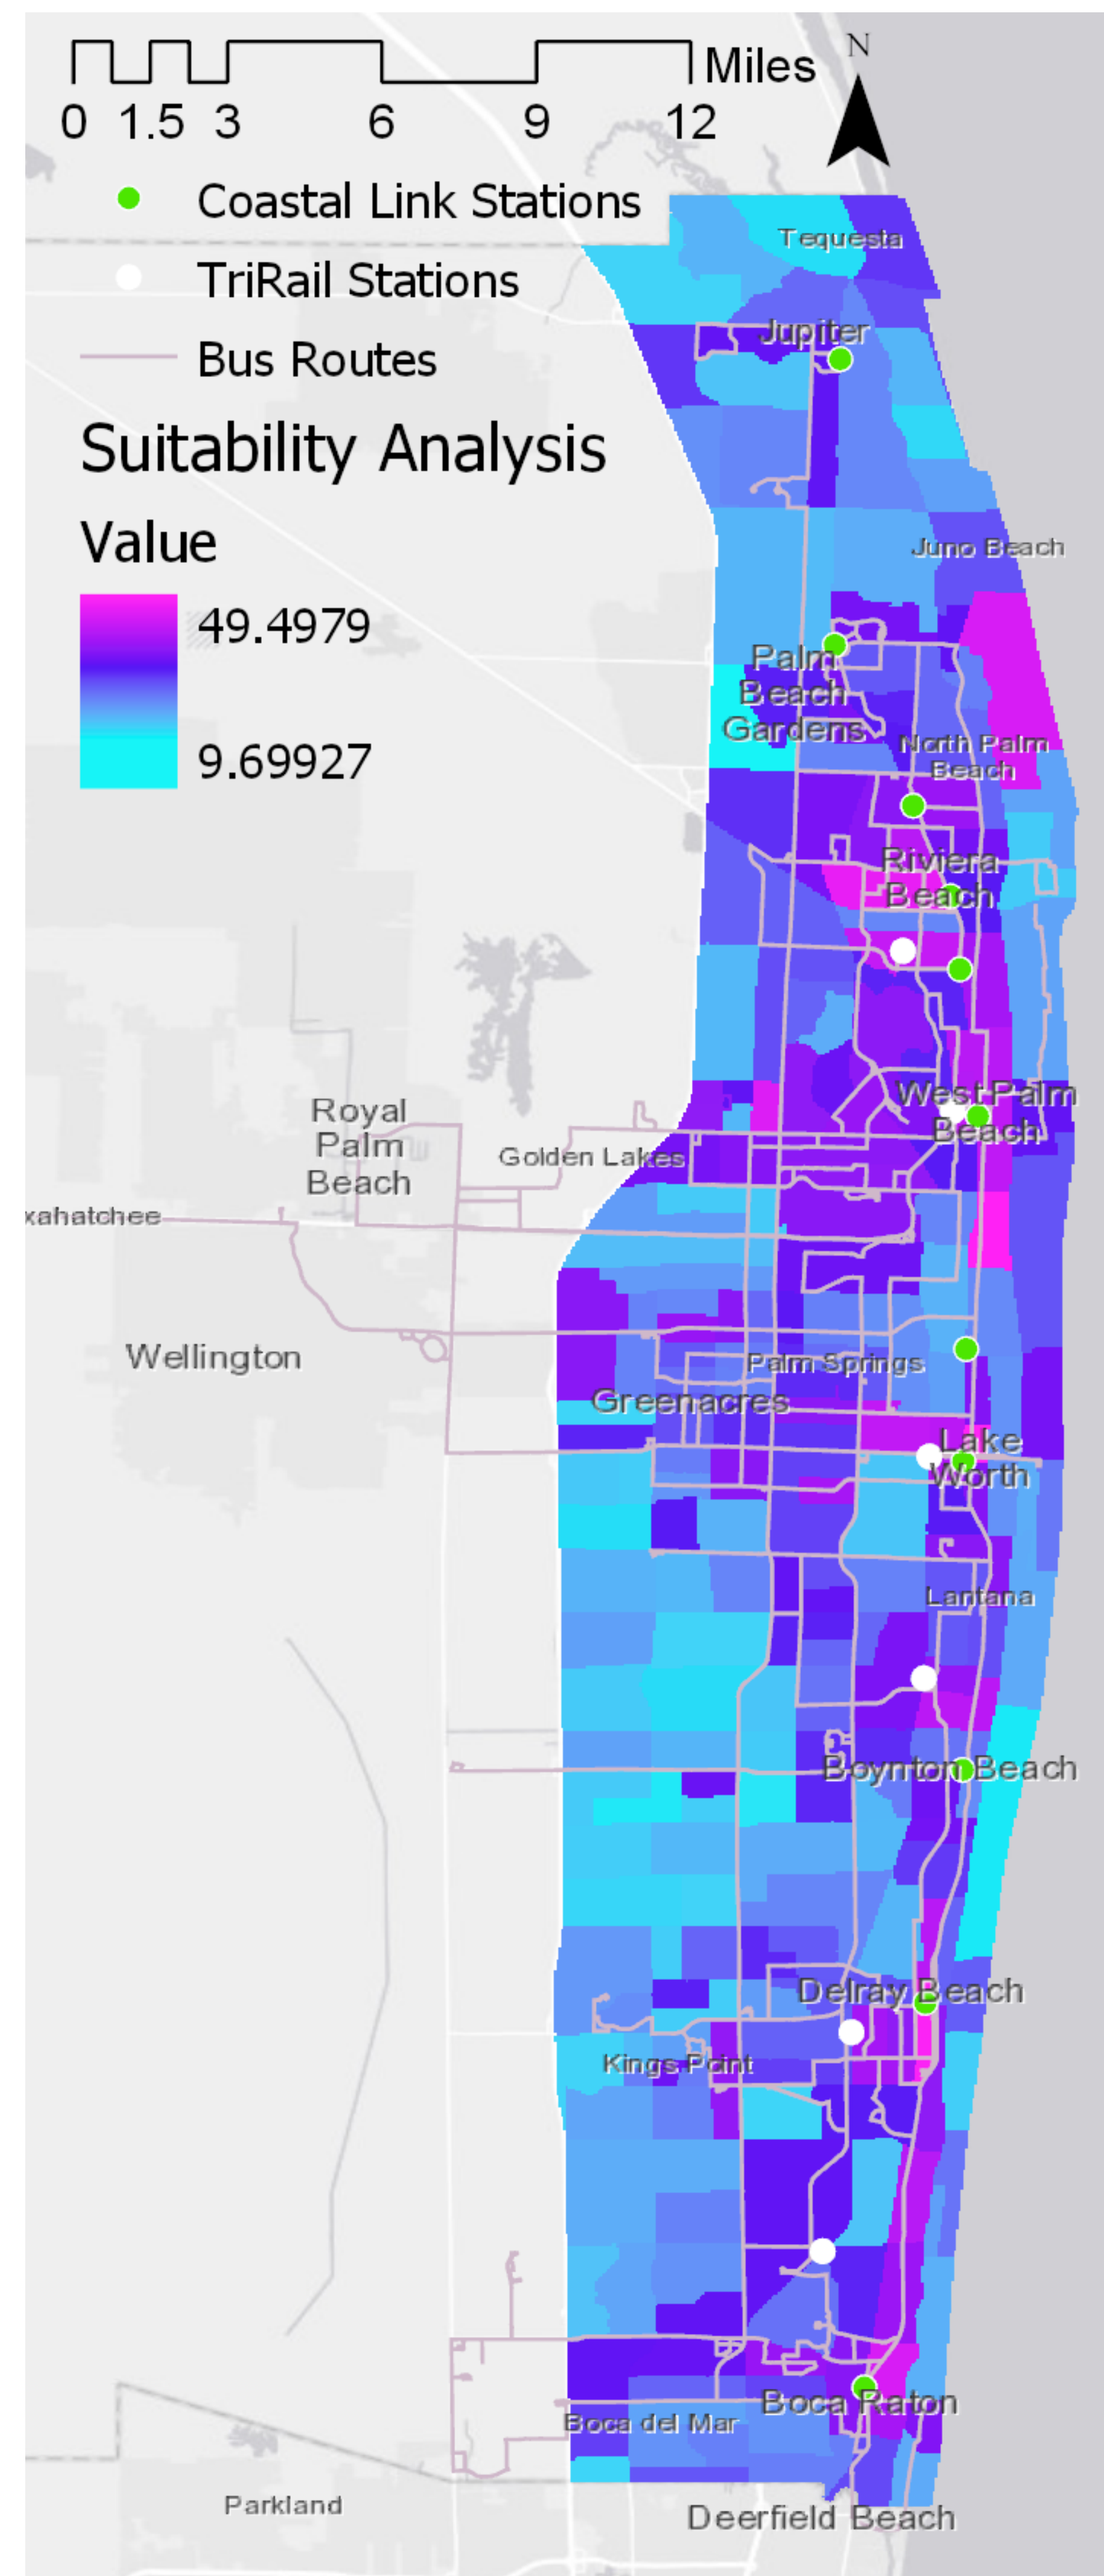 N
Miles
0 1.5 3 6 9 12
Coastal Link Stations
TriRail Stations
Bus Routes
Suitability Analysis
Value
49.4979
9.69927
Tequesta
Jupiter
Juno Beach
Palm
Beach
Gardens
North Palm
Beach
Riviera
Beach
West Palm
Beach
Royal
Palm
Beach
Golden Lakes
xahatchee
Wellington
Palm Springs
Greenacres
Lake
Worth
Lantana
Boynton Beach
Delray Beach
Kings Point
Boca Raton
Boca del Mar
Parkland
Deerfield Beach